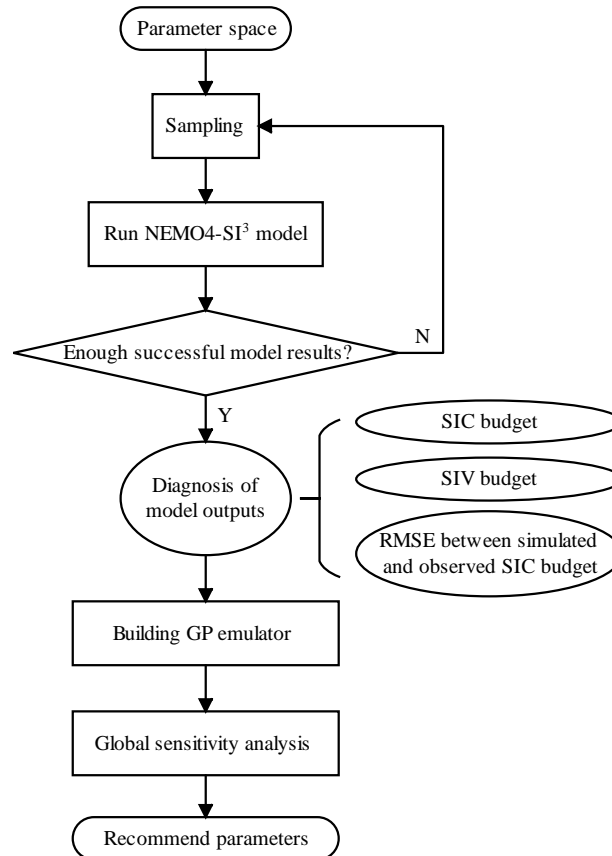 Parameter space
Sampling
Run NEMO4-SI³ model
Enough successful model results?
N
Y
Diagnosis of
model outputs
SIC budget
SIV budget
RMSE between simulated
and observed SIC budget
Building GP emulator
Global sensitivity analysis
Recommend parameters